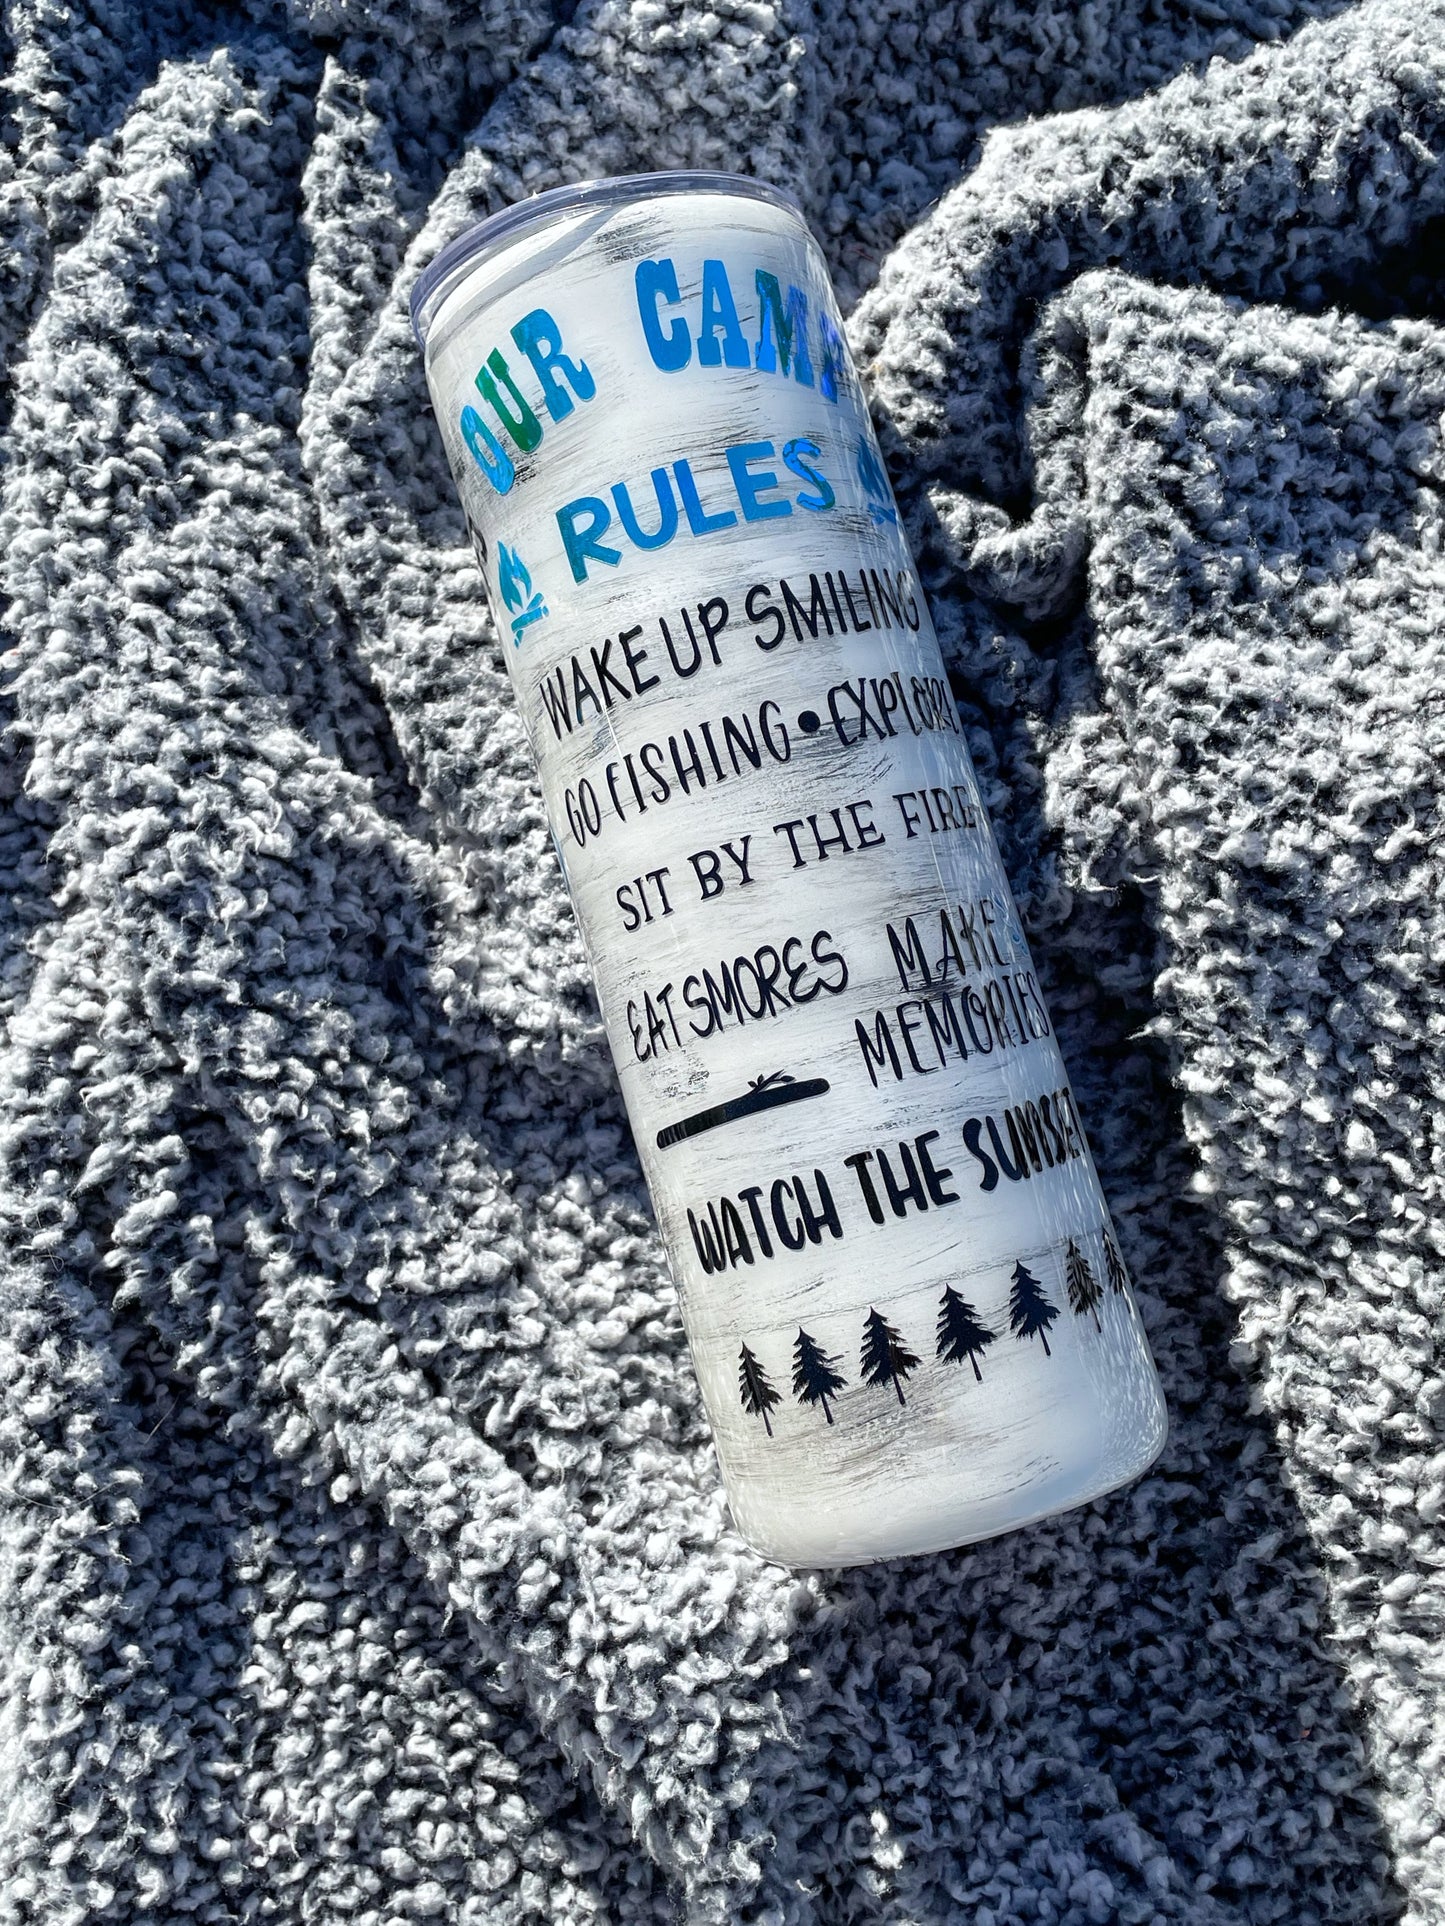 OUR CAMP
RULES
WAKE UP SMILING
GO FISHING • EXPLORE
SIT BY THE FIRE
EAT SMORES MAKE
MEMORIES
WATCH THE SUNSET